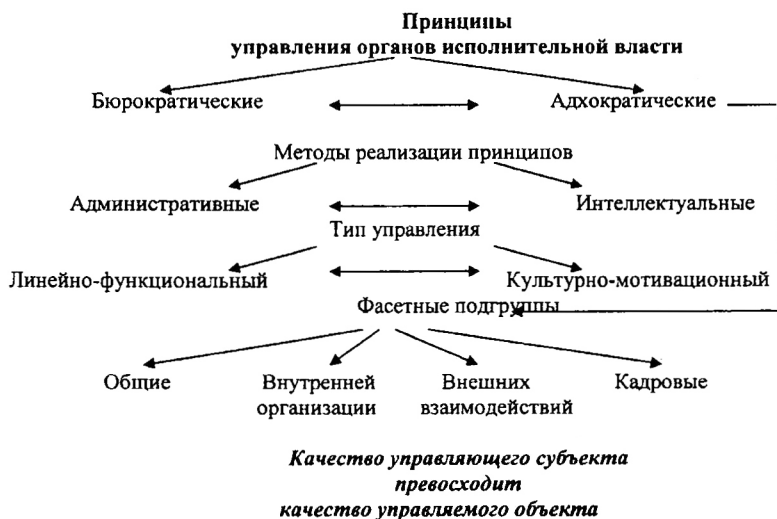 Принципы
управления органов исполнительной власти
Бюрократические Адхократические
Методы реализации принципов
Административные Интеллектуальные
Тип управления
Линейно-функциональный Культурно-мотивационный
Фасетные подгруппы
Общие Внутренней Внешних Кадровые
организации взаимодействий
Качество управляющего субъекта
превосходит
качество управляемого объекта